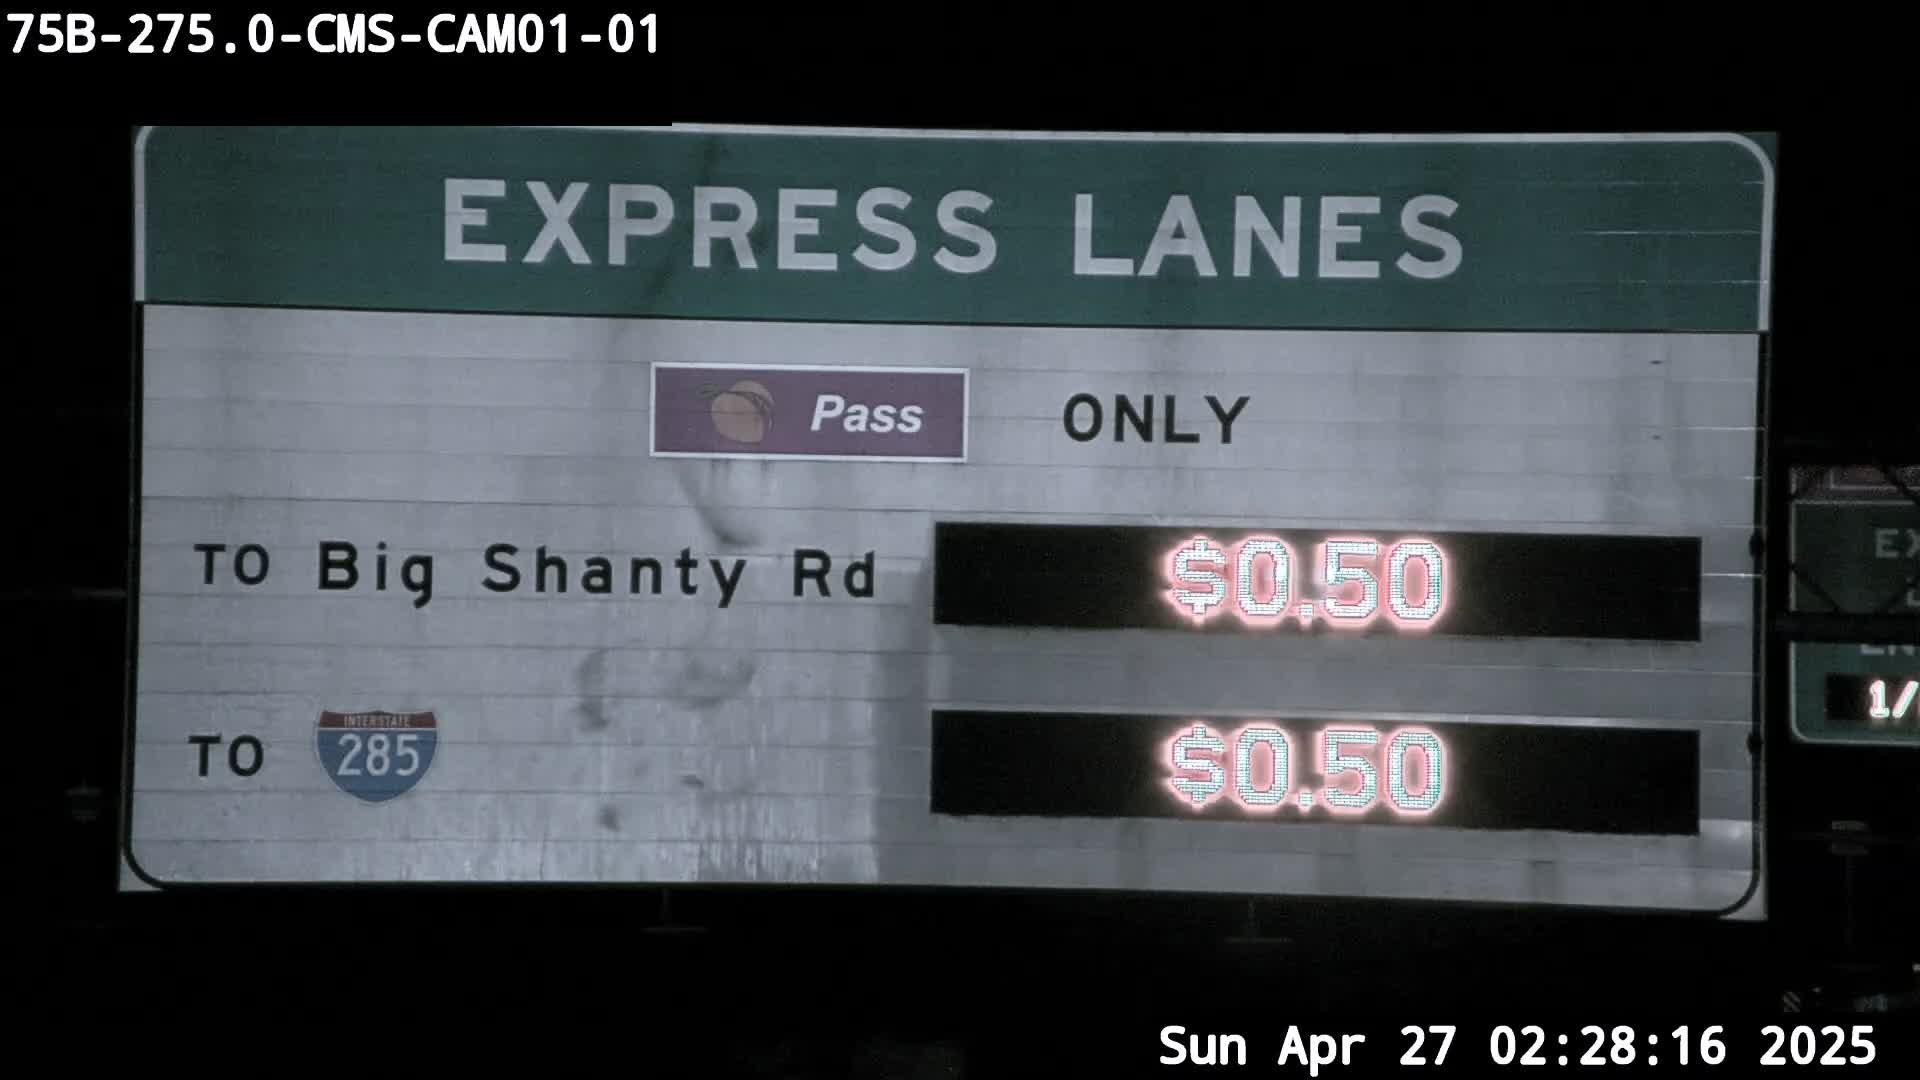 75B-275.0-CMS-CAM01-01
EXPRESS LANES
Pass ONLY
TO Big Shanty Rd $0.50
TO INTERSTATE 285 $0.50
Sun Apr 27 02:28:16 2025